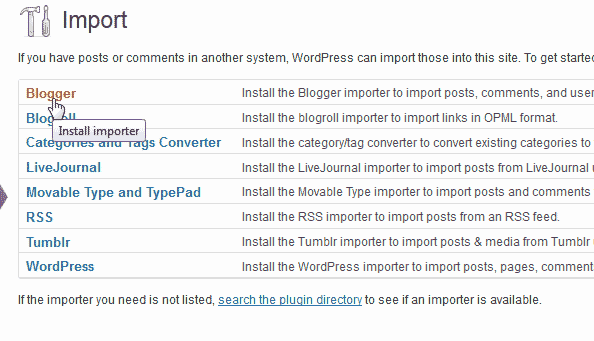 Import
If you have posts or comments in another system, WordPress can import those into this site. To get started
Blogger Install the Blogger importer to import posts, comments, and user
Blogroll Install the blogroll importer to import links in OPML format.
Install importer
Categories and Tags Converter Install the category/tag converter to convert existing categories to
LiveJournal Install the LiveJournal importer to import posts from LiveJournal u
Movable Type and TypePad Install the Movable Type importer to import posts and comments
RSS Install the RSS importer to import posts from an RSS feed.
Tumblr Install the Tumblr importer to import posts & media from Tumblr
WordPress Install the WordPress importer to import posts, pages, comment
If the importer you need is not listed, search the plugin directory to see if an importer is available.